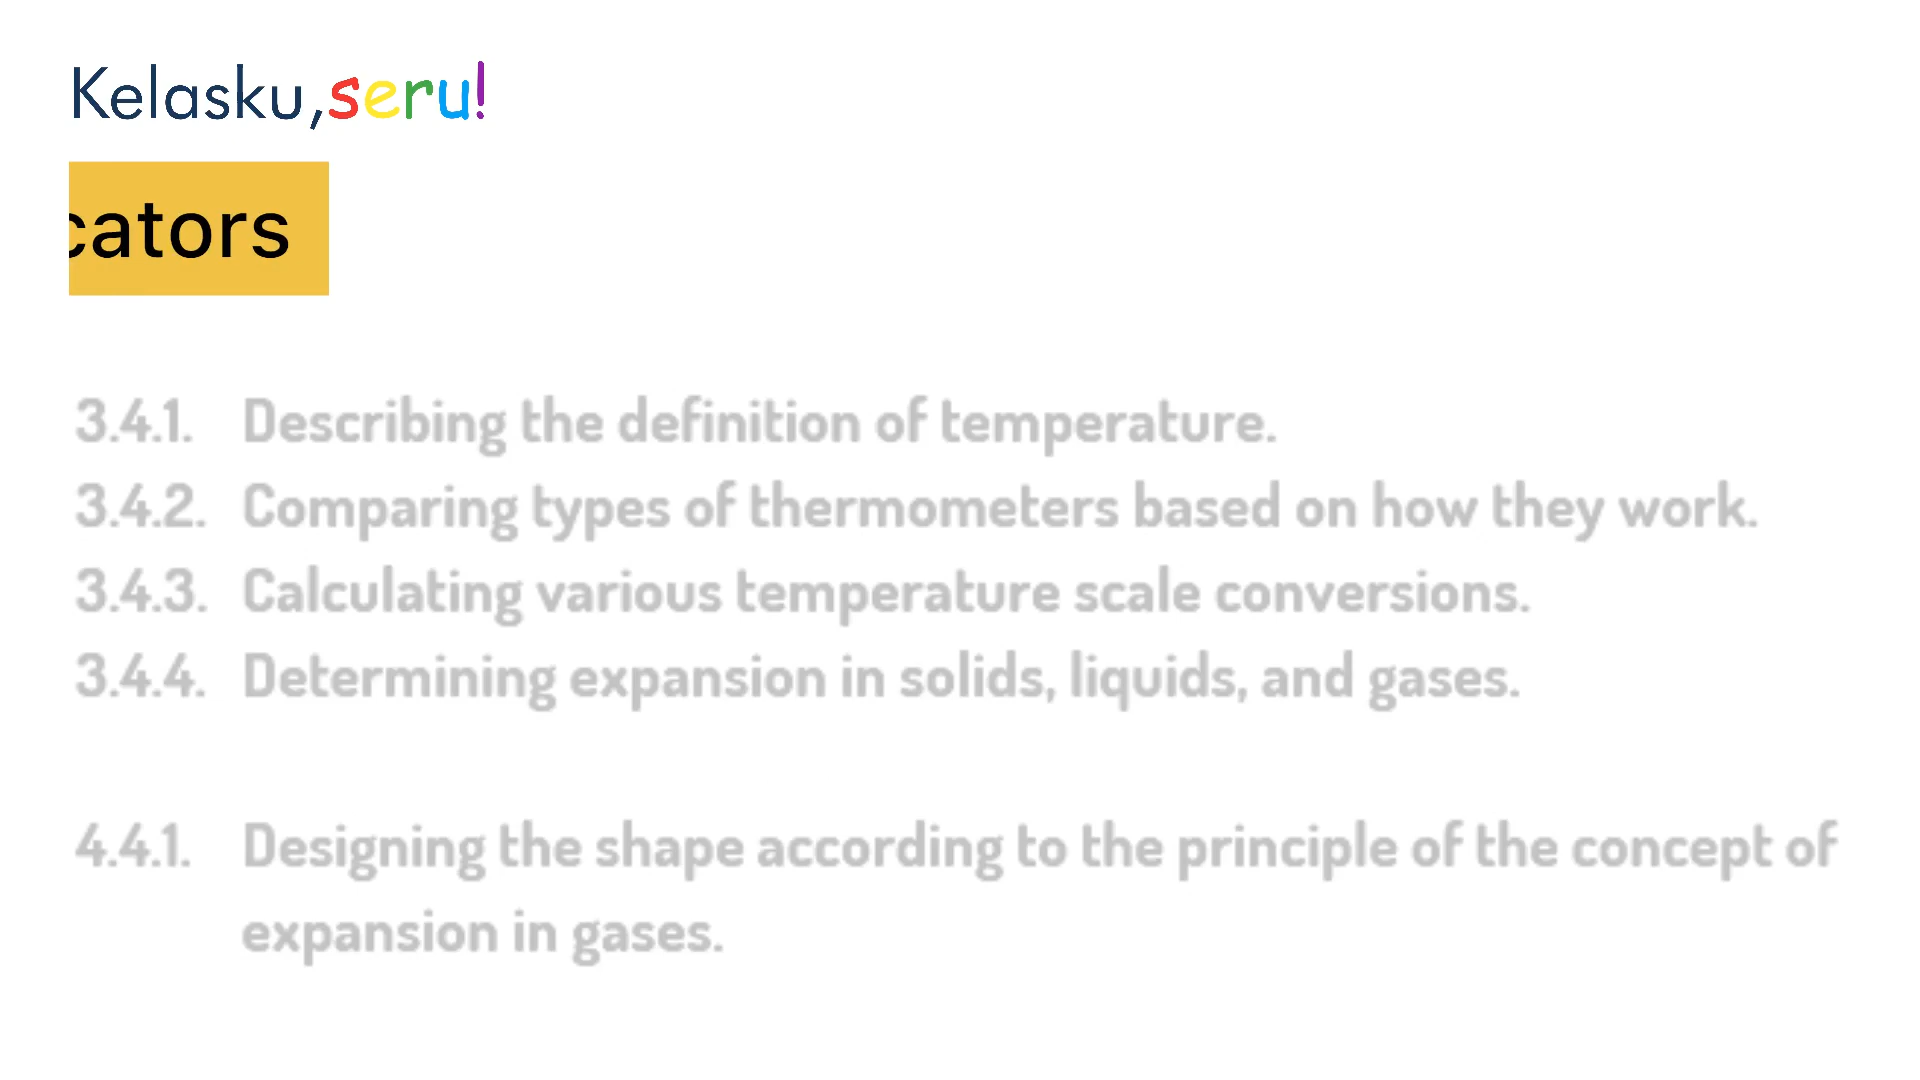 Kelasku,seru!
cators
3.4.1. Describing the definition of temperature.
3.4.2. Comparing types of thermometers based on how they work.
3.4.3. Calculating various temperature scale conversions.
3.4.4. Determining expansion in solids, liquids, and gases.
4.4.1. Designing the shape according to the principle of the concept of
expansion in gases.